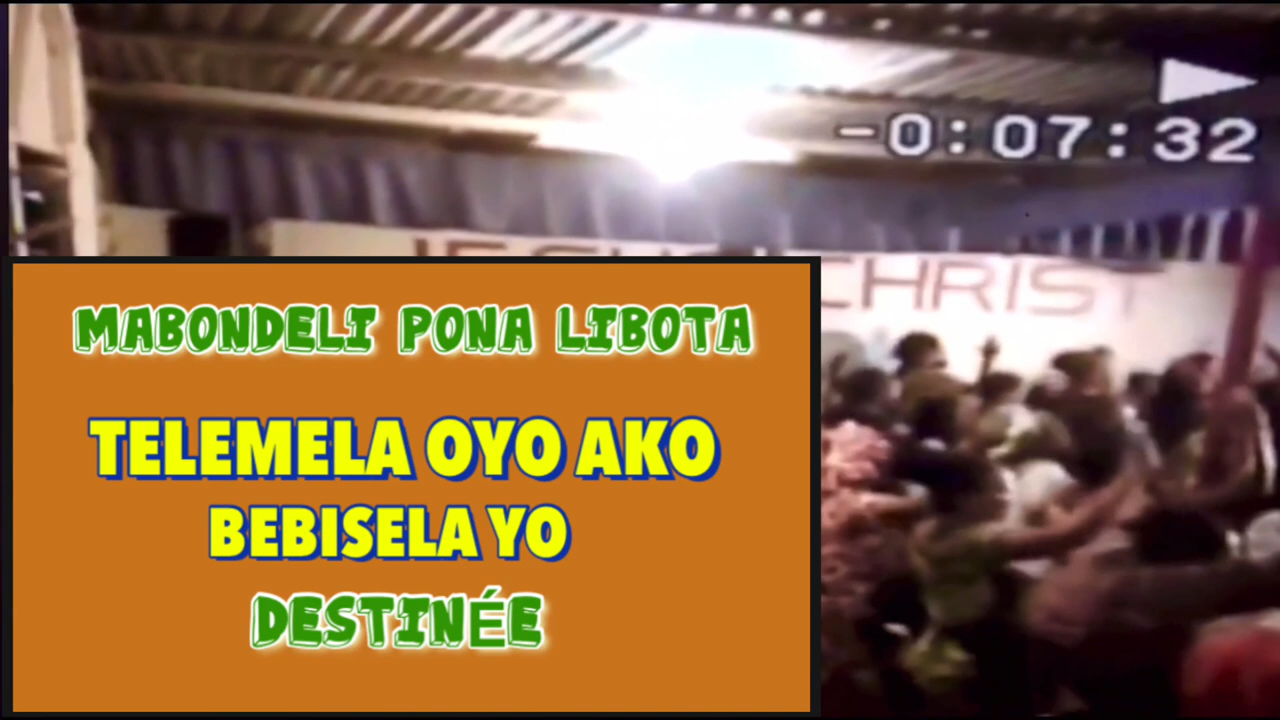 -0:07:32
CHRIST
MABONDELI PONA LIBOTA
TELEMELA OYO AKO
BEBISELA YO
DESTINÉE